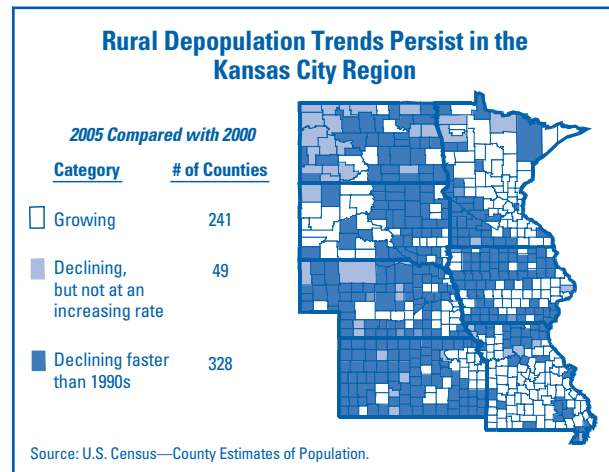 Rural Depopulation Trends Persist in the
Kansas City Region
2005 Compared with 2000
Category # of Counties
Growing 241
Declining, 49
but not at an
increasing rate
Declining faster 328
than 1990s
Source: U.S. Census—County Estimates of Population.